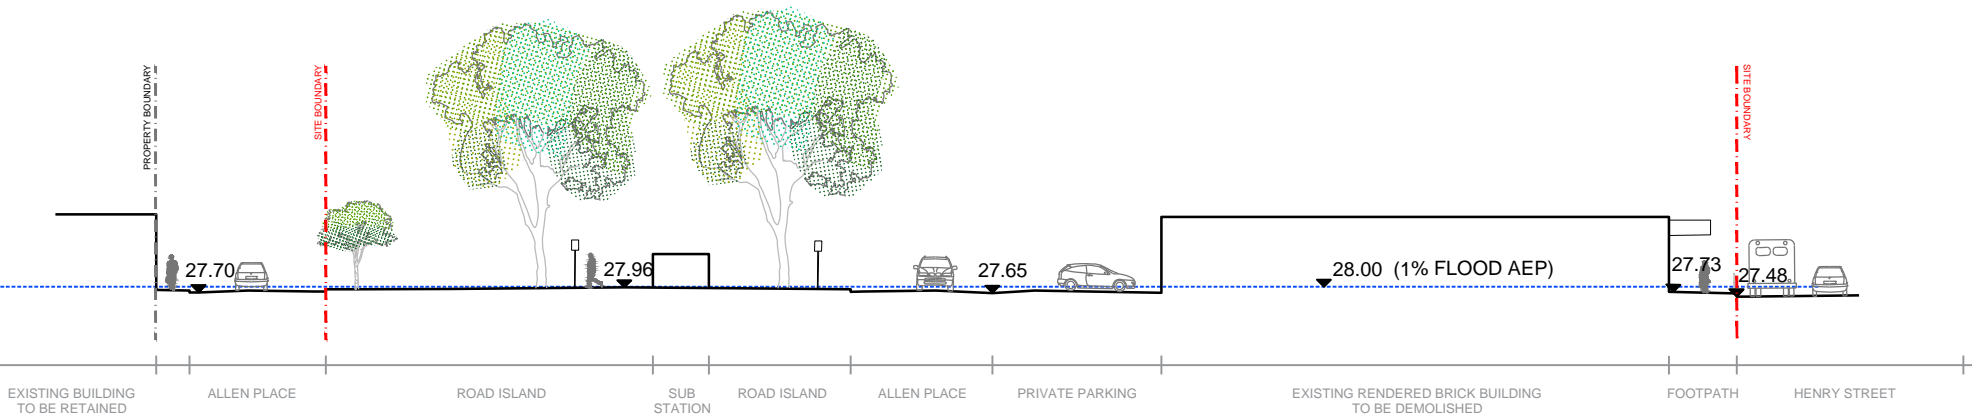 PROPERTY BOUNDARY
SITE BOUNDARY
SITE BOUNDARY
27.70
27.96
27.65
28.00 (1% FLOOD AEP)
27.73
27.48
EXISTING BUILDING
TO BE RETAINED
ALLEN PLACE
ROAD ISLAND
SUB
STATION
ROAD ISLAND
ALLEN PLACE
PRIVATE PARKING
EXISTING RENDERED BRICK BUILDING
TO BE DEMOLISHED
FOOTPATH
HENRY STREET